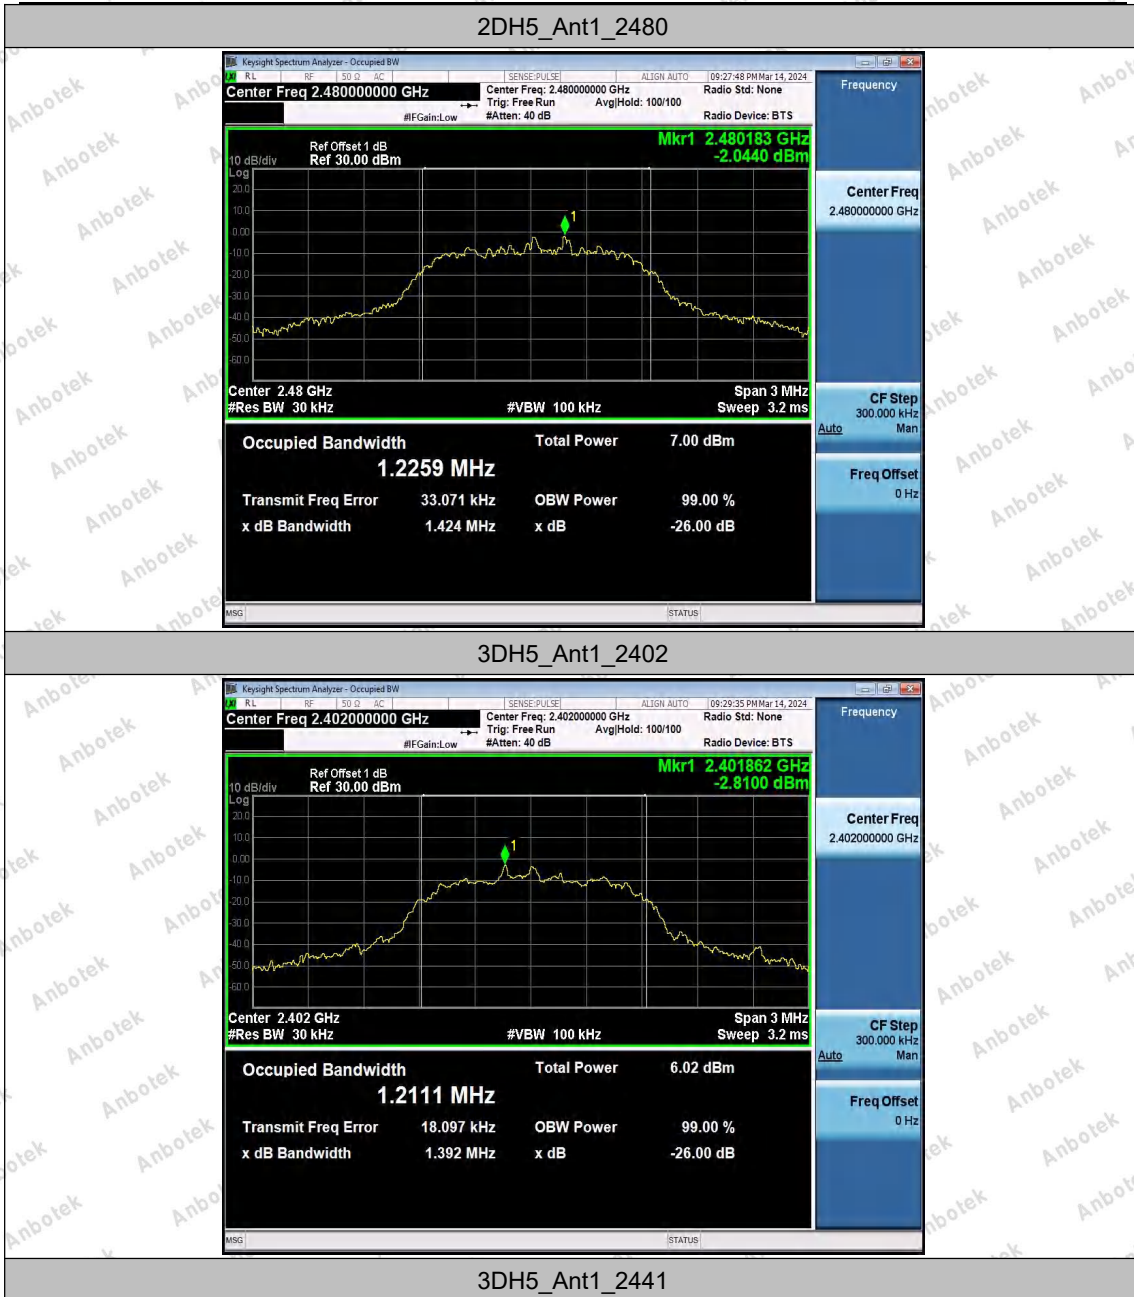 2DH5_Ant1_2480
Keysight Spectrum Analyzer - Occupied BW
LXI RL RF 50 Ω AC SENSE:PULSE ALIGN AUTO 09:27:48 PM Mar 14, 2024
Center Freq 2.480000000 GHz
Center Freq: 2.480000000 GHz Radio Std: None
Trig: Free Run Avg|Hold: 100/100
#IFGain:Low #Atten: 40 dB Radio Device: BTS
Frequency
Mkr1 2.480183 GHz
-2.0440 dBm
Ref Offset 1 dB
10 dB/div Ref 30.00 dBm
Log
20.0
10.0
0.00
-10.0
-20.0
-30.0
-40.0
-50.0
-60.0
1
Center 2.48 GHz Span 3 MHz
#Res BW 30 kHz #VBW 100 kHz Sweep 3.2 ms
Center Freq
2.480000000 GHz
CF Step
300.000 kHz
Auto Man
Freq Offset
0 Hz
Occupied Bandwidth Total Power 7.00 dBm
1.2259 MHz
Transmit Freq Error 33.071 kHz OBW Power 99.00 %
x dB Bandwidth 1.424 MHz x dB -26.00 dB
MSG STATUS
3DH5_Ant1_2402
Keysight Spectrum Analyzer - Occupied BW
LXI RL RF 50 Ω AC SENSE:PULSE ALIGN AUTO 09:29:35 PM Mar 14, 2024
Center Freq 2.402000000 GHz
Center Freq: 2.402000000 GHz Radio Std: None
Trig: Free Run Avg|Hold: 100/100
#IFGain:Low #Atten: 40 dB Radio Device: BTS
Frequency
Mkr1 2.401862 GHz
-2.8100 dBm
Ref Offset 1 dB
10 dB/div Ref 30.00 dBm
Log
20.0
10.0
0.00
-10.0
-20.0
-30.0
-40.0
-50.0
-60.0
1
Center 2.402 GHz Span 3 MHz
#Res BW 30 kHz #VBW 100 kHz Sweep 3.2 ms
Center Freq
2.402000000 GHz
CF Step
300.000 kHz
Auto Man
Freq Offset
0 Hz
Occupied Bandwidth Total Power 6.02 dBm
1.2111 MHz
Transmit Freq Error 18.097 kHz OBW Power 99.00 %
x dB Bandwidth 1.392 MHz x dB -26.00 dB
MSG STATUS
3DH5_Ant1_2441
Anbotek